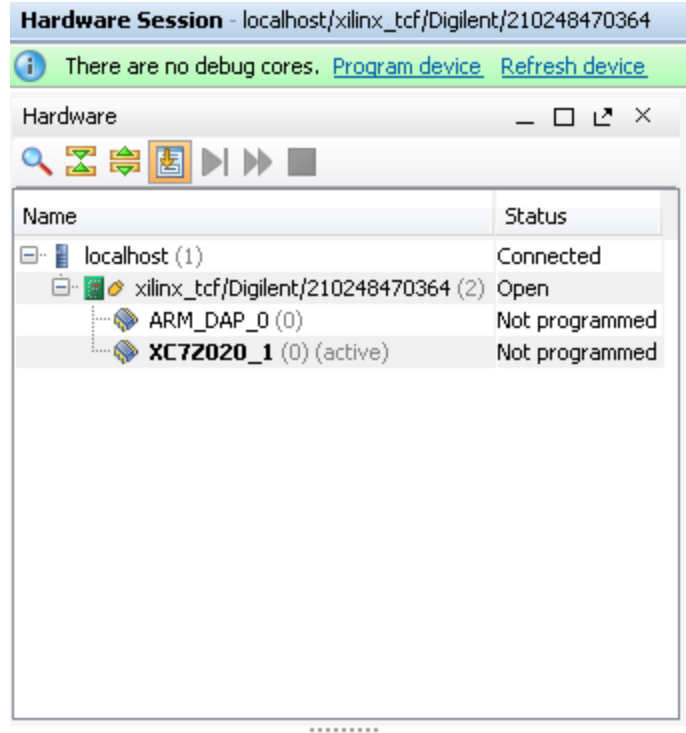 Hardware Session - localhost/xilinx_tcf/Digilent/210248470364
There are no debug cores. Program device Refresh device
Hardware
Name Status
localhost (1) Connected
xilinx_tcf/Digilent/210248470364 (2) Open
ARM_DAP_0 (0) Not programmed
XC7Z020_1 (0) (active) Not programmed